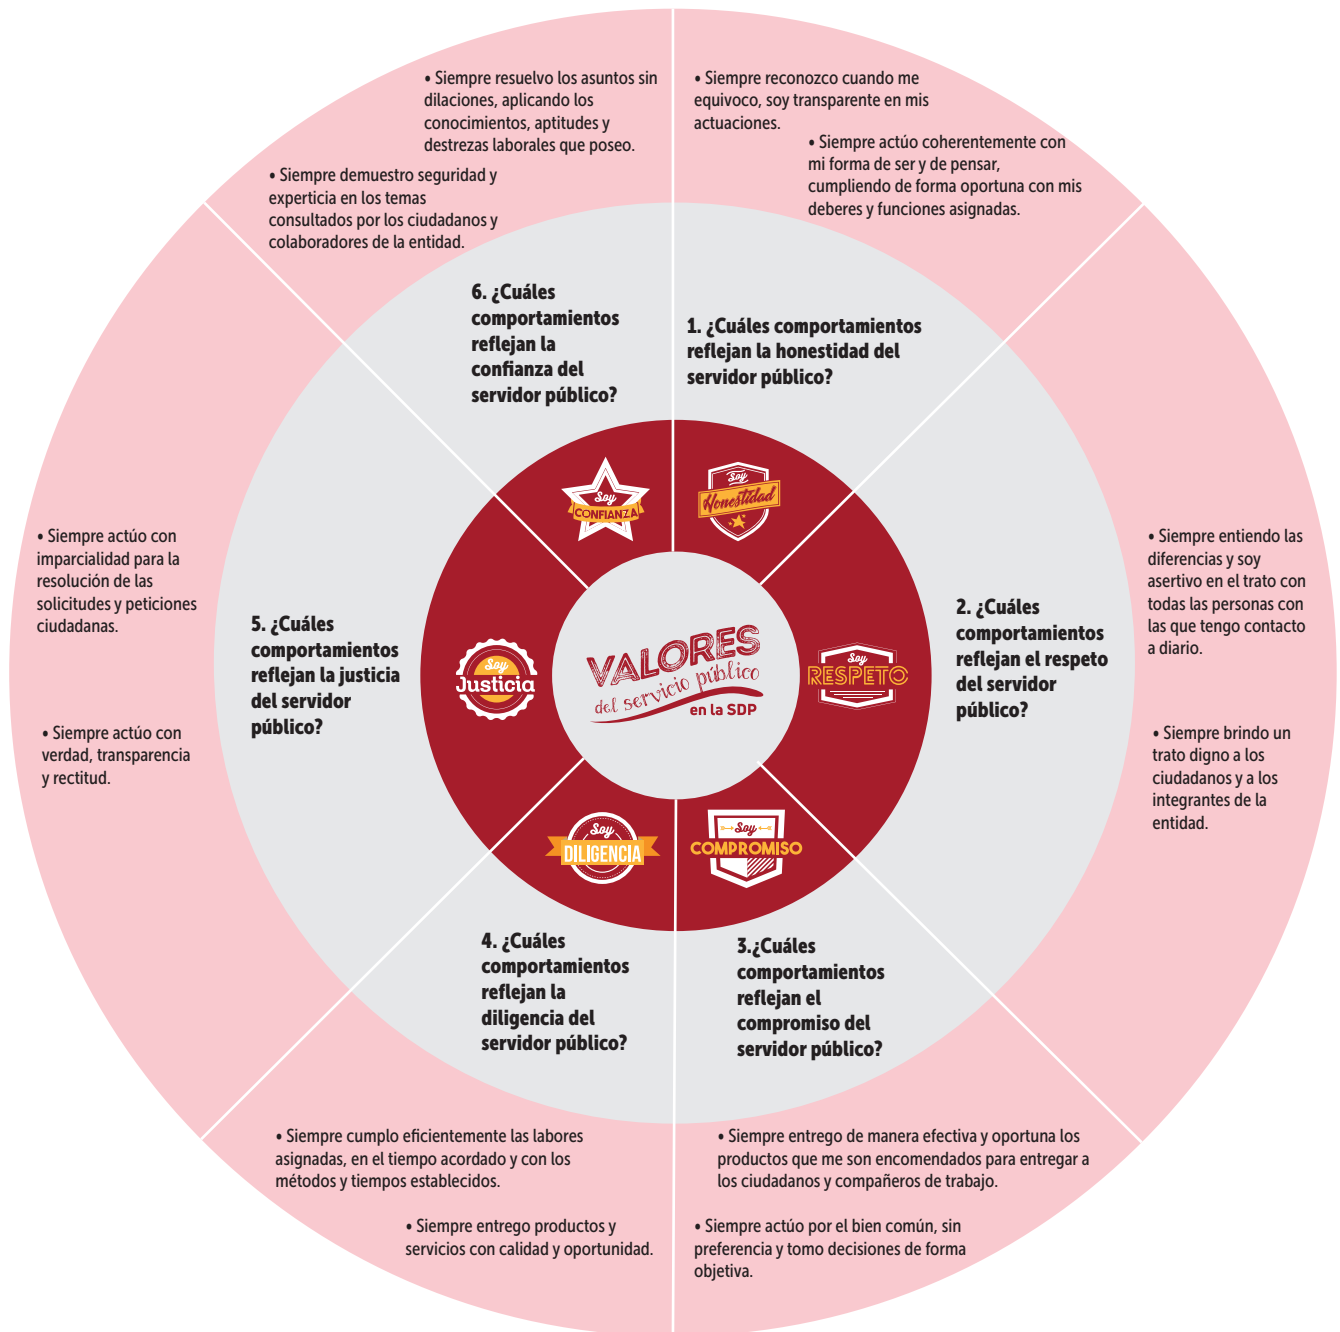 • Siempre resuelvo los asuntos sin
dilaciones, aplicando los
conocimientos, aptitudes y
destrezas laborales que poseo.
• Siempre demuestro seguridad y
experticia en los temas
consultados por los ciudadanos y
colaboradores de la entidad.
• Siempre reconozco cuando me
equivoco, soy transparente en mis
actuaciones.
• Siempre actúo coherentemente con
mi forma de ser y de pensar,
cumpliendo de forma oportuna con mis
deberes y funciones asignadas.
6. ¿Cuáles
comportamientos
reflejan la
confianza del
servidor público?
1. ¿Cuáles comportamientos
reflejan la honestidad del
servidor público?
Soy
CONFIANZA
Soy
Honestidad
• Siempre actúo con
imparcialidad para la
resolución de las
solicitudes y peticiones
ciudadanas.
• Siempre actúo con
verdad, transparencia
y rectitud.
5. ¿Cuáles
comportamientos
reflejan la justicia
del servidor
público?
Soy
Justicia
VALORES
del servicio público
en la SDP
Soy
RESPETO
2. ¿Cuáles
comportamientos
reflejan el respeto
del servidor
público?
• Siempre entiendo las
diferencias y soy
asertivo en el trato con
todas las personas con
las que tengo contacto
a diario.
• Siempre brindo un
trato digno a los
ciudadanos y a los
integrantes de la
entidad.
Soy
DILIGENCIA
Soy
COMPROMISO
4. ¿Cuáles
comportamientos
reflejan la
diligencia del
servidor público?
3.¿Cuáles
comportamientos
reflejan el
compromiso del
servidor público?
• Siempre cumplo eficientemente las labores
asignadas, en el tiempo acordado y con los
métodos y tiempos establecidos.
• Siempre entrego productos y
servicios con calidad y oportunidad.
• Siempre entrego de manera efectiva y oportuna los
productos que me son encomendados para entregar a
los ciudadanos y compañeros de trabajo.
• Siempre actúo por el bien común, sin
preferencia y tomo decisiones de forma
objetiva.